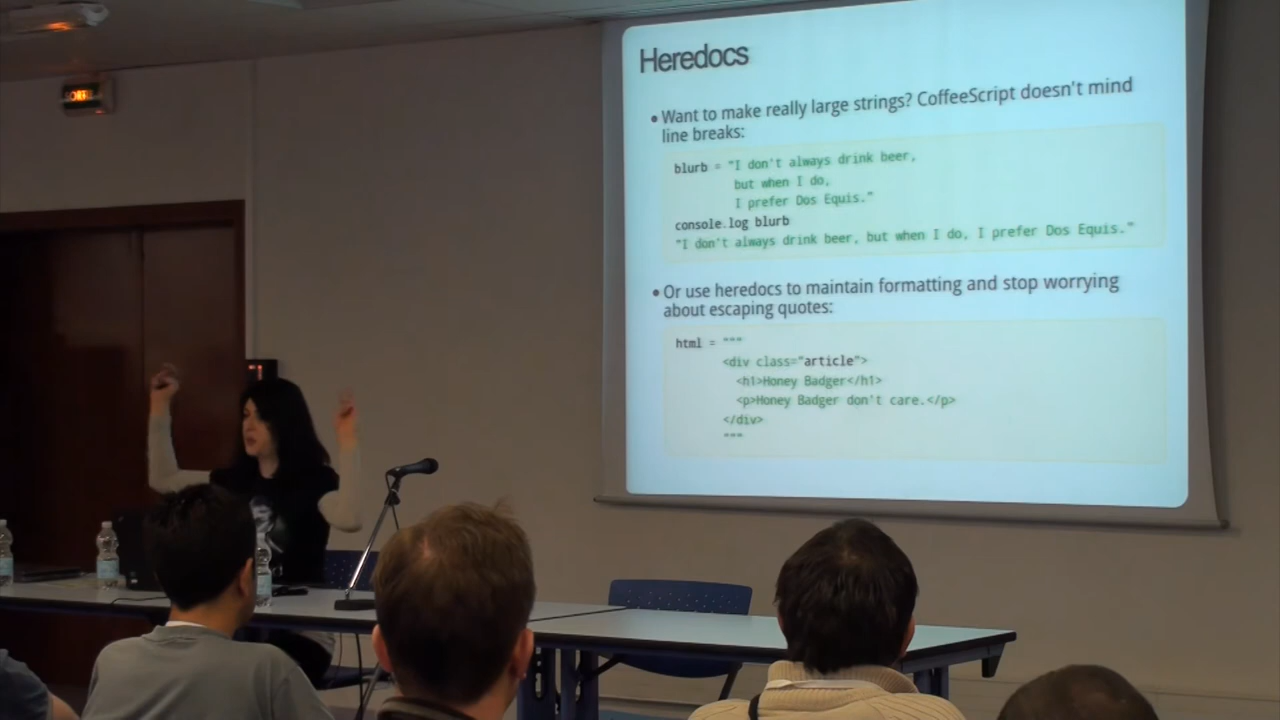 Heredocs
• Want to make really large strings? CoffeeScript doesn't mind
line breaks:
blurb = "I don't always drink beer,
but when I do,
I prefer Dos Equis."
console.log blurb
"I don't always drink beer, but when I do, I prefer Dos Equis."
• Or use heredocs to maintain formatting and stop worrying
about escaping quotes:
html = """
<div class="article">
<h1>Honey Badger</h1>
<p>Honey Badger don't care.</p>
</div>
"""